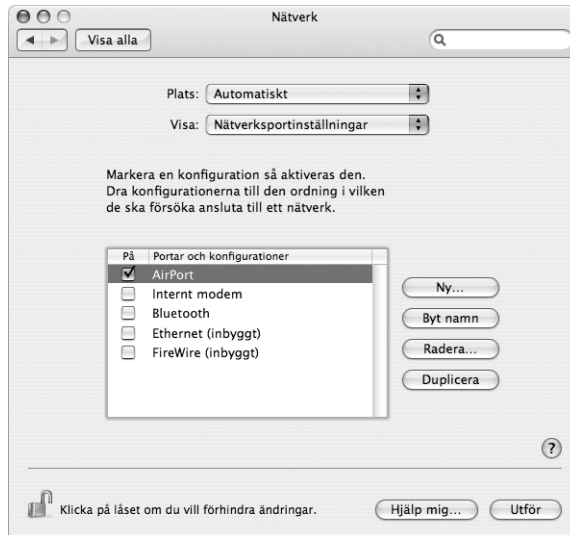 Nätverk
Visa alla
Plats: Automatiskt
Visa: Nätverksportinställningar
Markera en konfiguration så aktiveras den.
Dra konfigurationerna till den ordning i vilken
de ska försöka ansluta till ett nätverk.
På Portar och konfigurationer
AirPort
Internt modem
Bluetooth
Ethernet (inbyggt)
FireWire (inbyggt)
Ny...
Byt namn
Radera...
Duplicera
?
Klicka på låset om du vill förhindra ändringar.
Hjälp mig... Utför